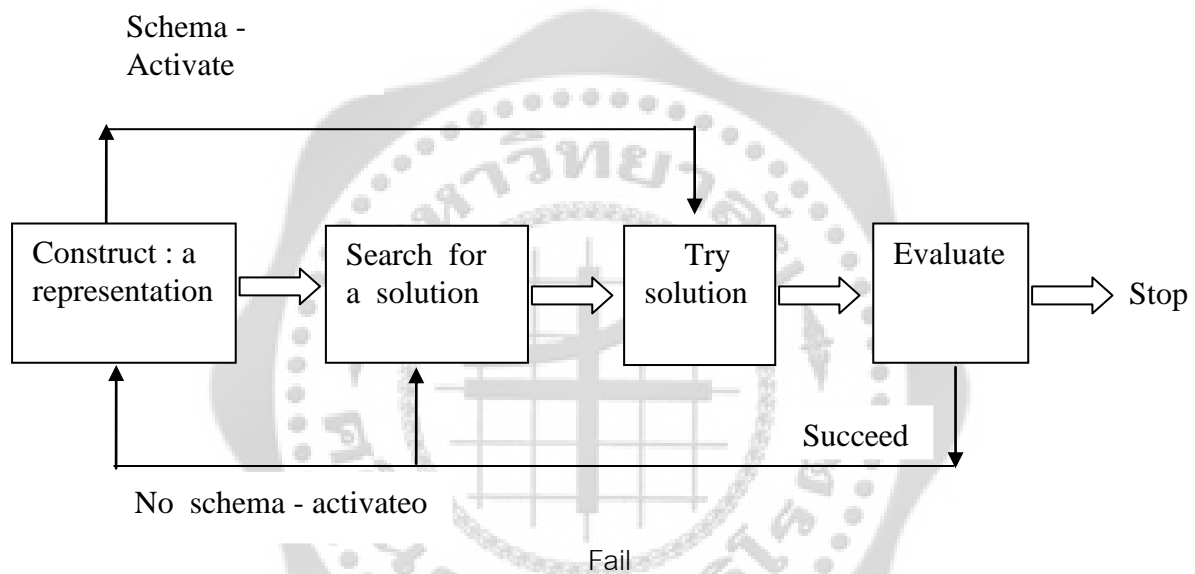 Schema -
Activate
Construct : a
representation
Search for
a solution
Try
solution
Evaluate
Stop
Succeed
No schema - activateo
Fail